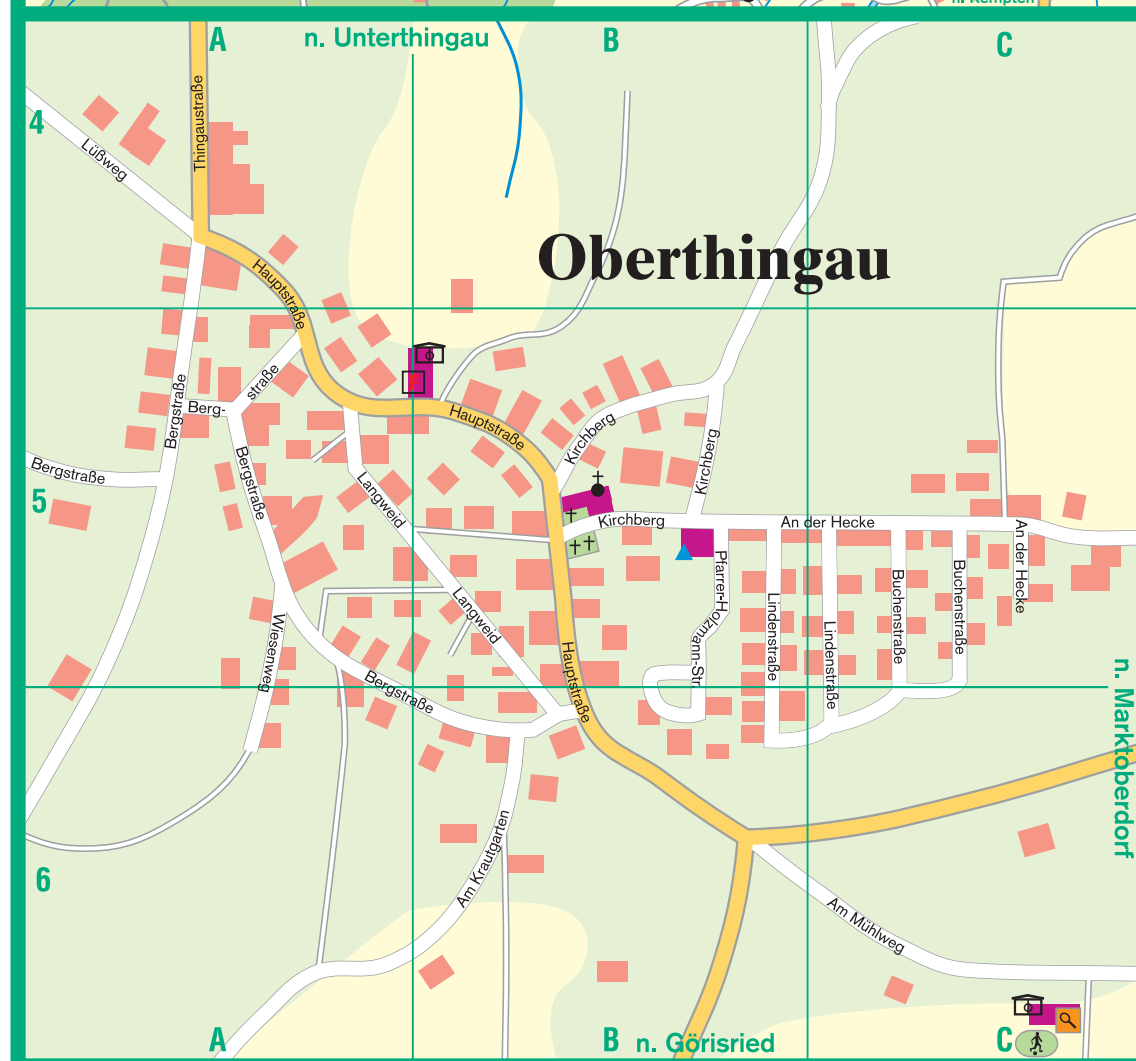 n. Kempten
A
n. Unterthingau
B
C
4
Thingaustraße
Lüßweg
Oberthingau
Hauptstraße
Bergstraße
Berg-
straße
Hauptstraße
Kirchberg
Kirchberg
Bergstraße
Bergstraße
5
Langweid
Kirchberg
An der Hecke
An der Hecke
Pfarrer-Holzmann-Str.
Lindenstraße
Lindenstraße
Buchenstraße
Buchenstraße
Langweid
Wiesenweg
Hauptstraße
Bergstraße
n. Marktoberdorf
6
Am Krautgarten
Am Mühlweg
A
B
n. Görisried
C